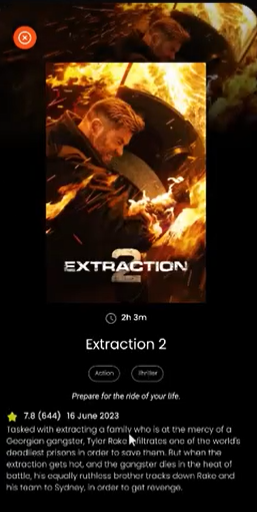 EXTRACTION
2
2h 3m
Extraction 2
Action
Thriller
Prepare for the ride of your life.
7.8 (644) 16 June 2023
Tasked with extracting a family who is at the mercy of a
Georgian gangster, Tyler Rake infiltrates one of the world's
deadliest prisons in order to save them. But when the
extraction gets hot, and the gangster dies in the heat of
battle, his equally ruthless brother tracks down Rake and
his team to Sydney, in order to get revenge.